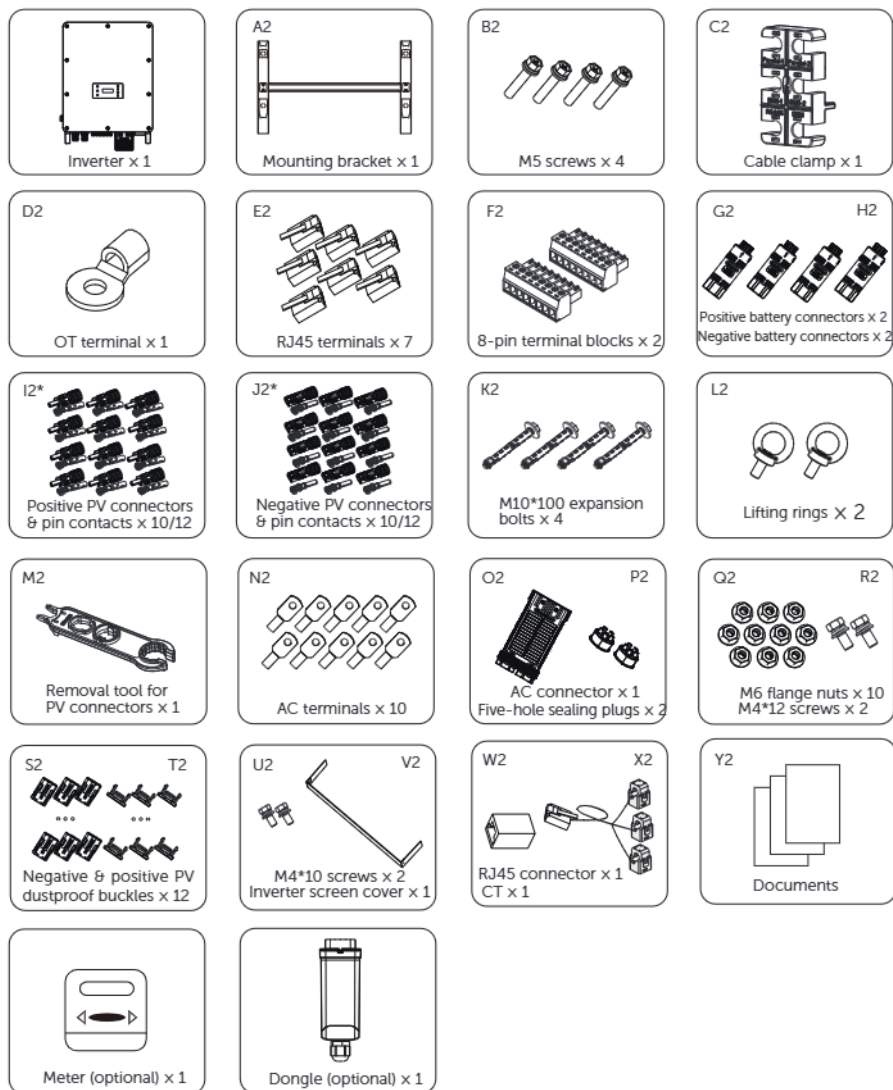 Inverter x 1
A2
Mounting bracket x 1
B2
M5 screws x 4
C2
Cable clamp x 1
D2
OT terminal x 1
E2
RJ45 terminals x 7
F2
8-pin terminal blocks x 2
G2 H2
Positive battery connectors x 2
Negative battery connectors x 2
I2*
Positive PV connectors
& pin contacts x 10/12
J2*
Negative PV connectors
& pin contacts x 10/12
K2
M10*100 expansion
bolts x 4
L2
Lifting rings x 2
M2
Removal tool for
PV connectors x 1
N2
AC terminals x 10
O2 P2
AC connector x 1
Five-hole sealing plugs x 2
Q2 R2
M6 flange nuts x 10
M4*12 screws x 2
S2 T2
Negative & positive PV
dustproof buckles x 12
U2 V2
M4*10 screws x 2
Inverter screen cover x 1
W2 X2
RJ45 connector x 1
CT x 1
Y2
Documents
Meter (optional) x 1
Dongle (optional) x 1